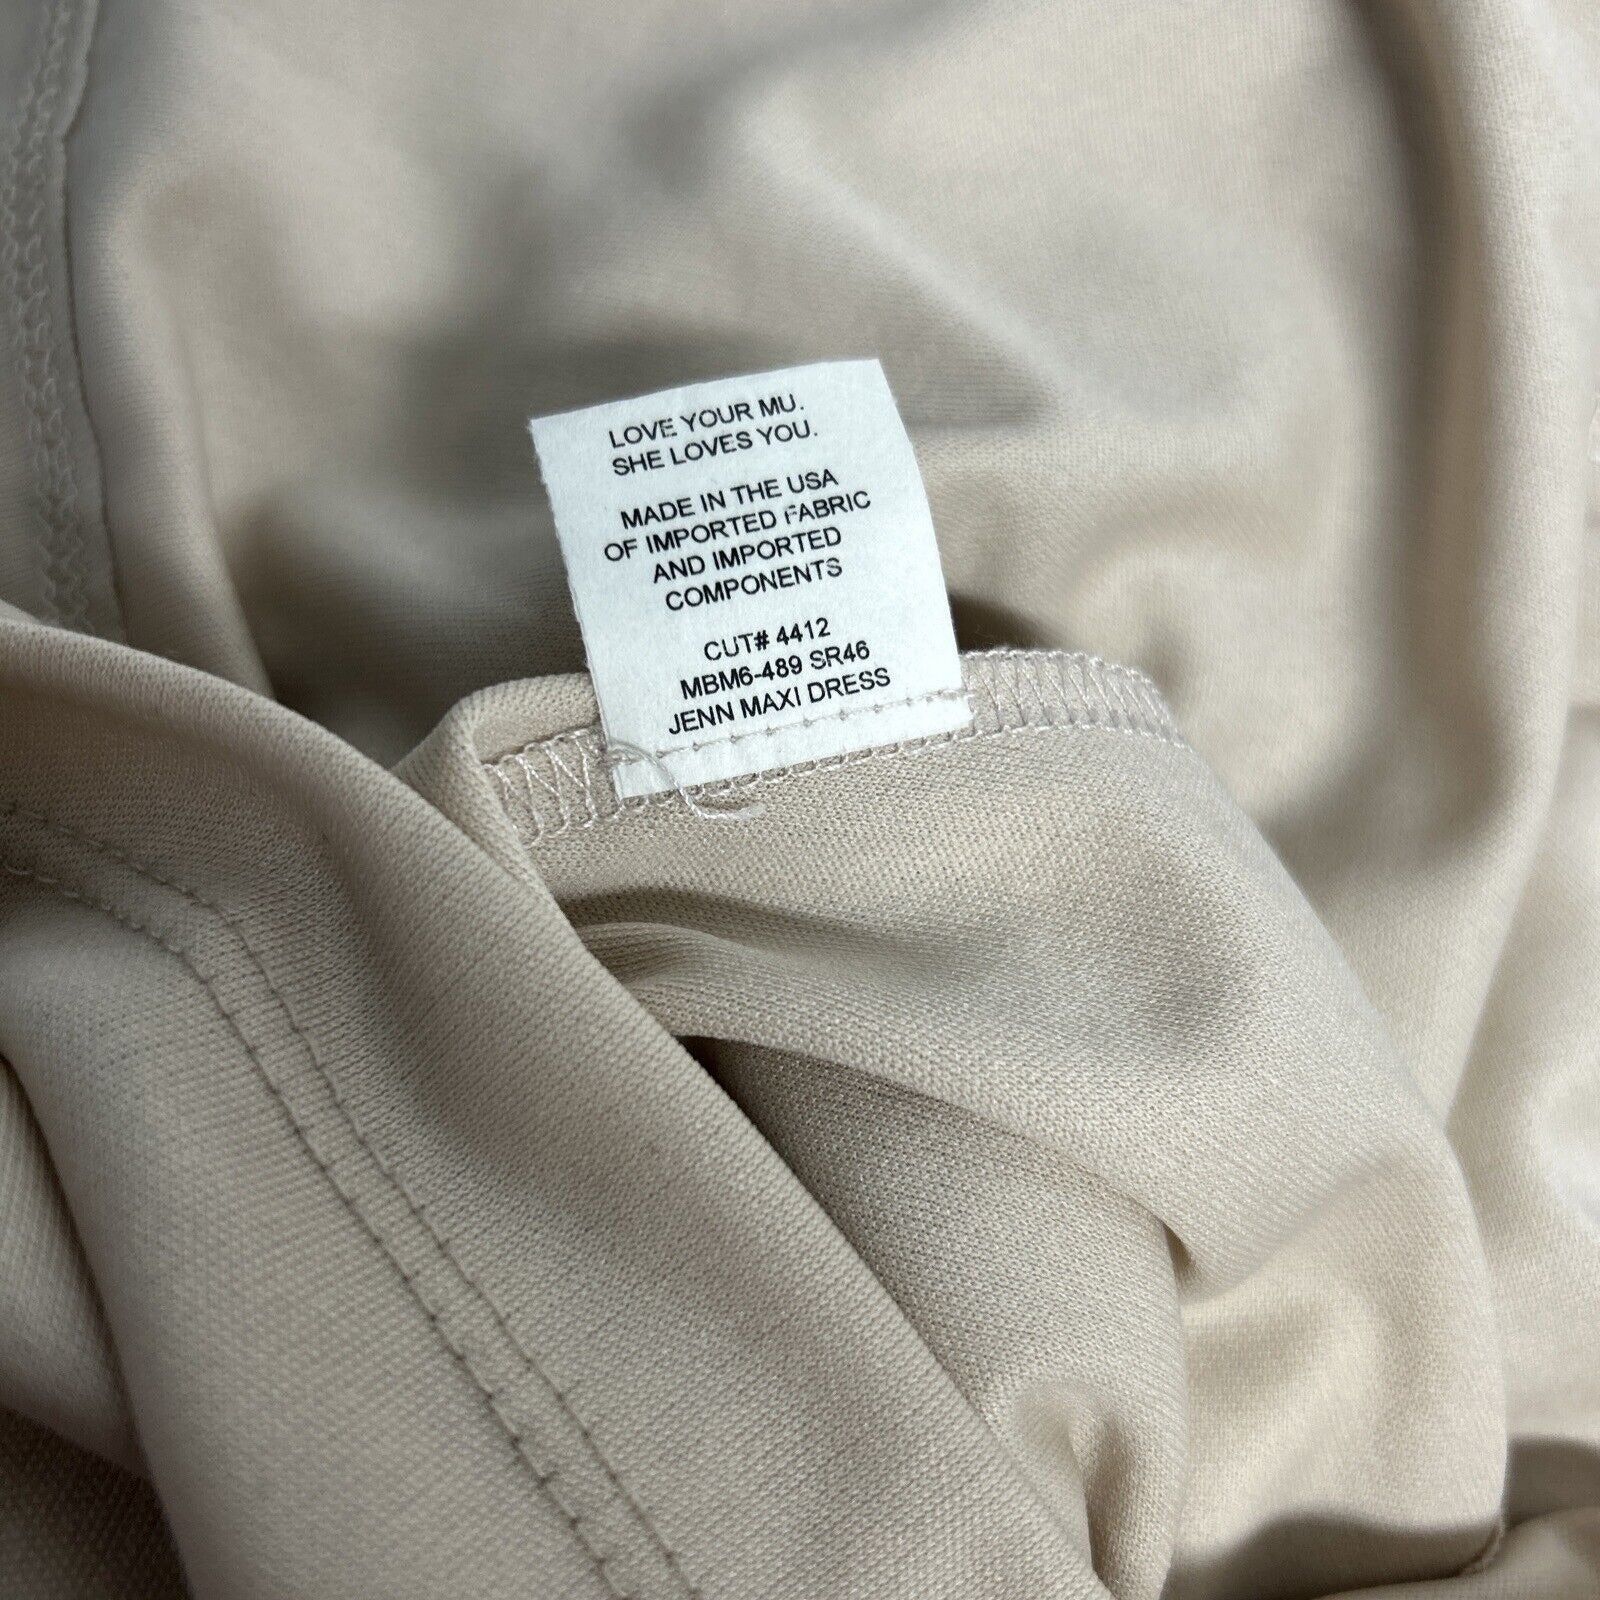 LOVE YOUR MU.
SHE LOVES YOU.
MADE IN THE USA
OF IMPORTED FABRIC
AND IMPORTED
COMPONENTS
CUT# 4412
MBM6-489 SR46
JENN MAXI DRESS